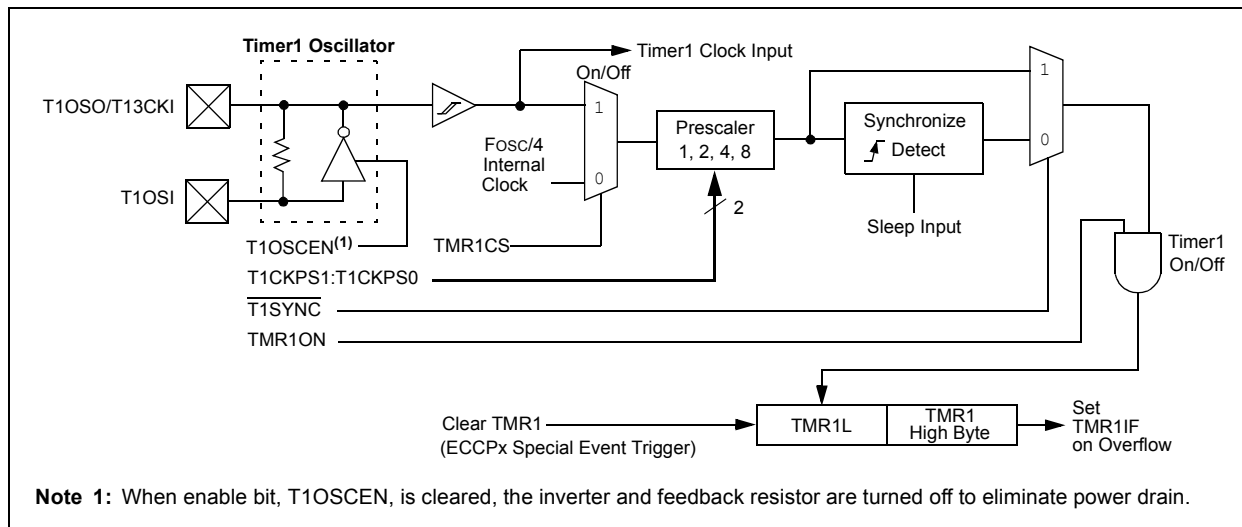 Timer1 Oscillator
Timer1 Clock Input
On/Off
T1OSO/T13CKI
1
FOSC/4
Internal
Clock
0
Prescaler
1, 2, 4, 8
Synchronize
Detect
1
0
T1OSI
2
Sleep Input
T1OSCEN(1)
TMR1CS
Timer1
On/Off
T1CKPS1:T1CKPS0
T1SYNC
TMR1ON
Clear TMR1
(ECCPx Special Event Trigger)
TMR1L
TMR1
High Byte
Set
TMR1IF
on Overflow
Note 1: When enable bit, T1OSCEN, is cleared, the inverter and feedback resistor are turned off to eliminate power drain.